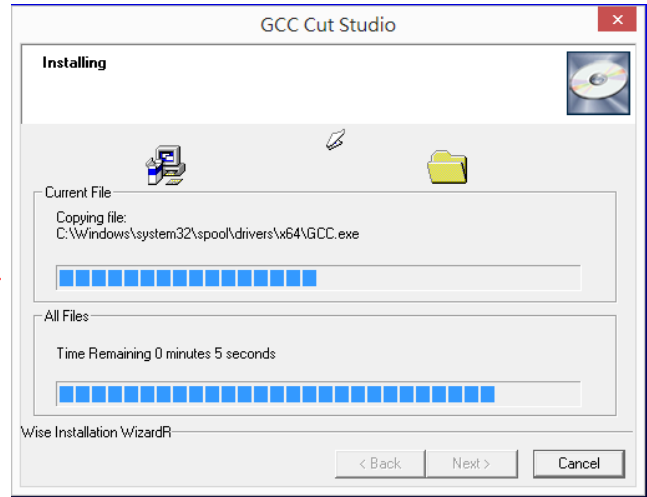 GCC Cut Studio
Installing
Current File
Copying file:
C:\Windows\system32\spool\drivers\x64\GCC.exe
All Files
Time Remaining 0 minutes 5 seconds
Wise Installation WizardR
< Back
Next >
Cancel